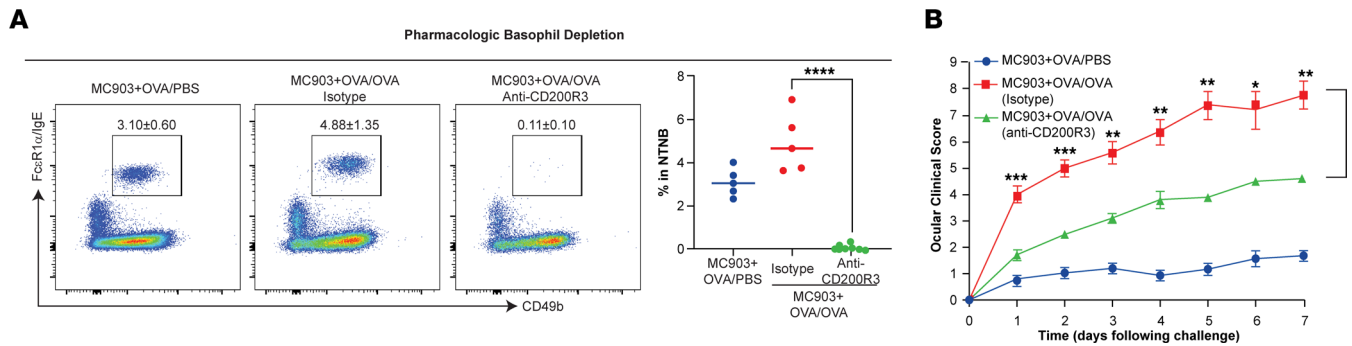 A
Pharmacologic Basophil Depletion
MC903+OVA/PBS
MC903+OVA/OVA
Isotype
MC903+OVA/OVA
Anti-CD200R3
3.10±0.60
4.88±1.35
0.11±0.10
FcεR1α/IgE
CD49b
% in NTNB
8
6
4
2
0
****
MC903+
OVA/PBS
Isotype
Anti-
CD200R3
MC903+
OVA/OVA
B
Ocular Clinical Score
9
8
7
6
5
4
3
2
1
0
MC903+OVA/PBS
MC903+OVA/OVA
(Isotype)
MC903+OVA/OVA
(anti-CD200R3)
***
***
**
**
**
*
**
0 1 2 3 4 5 6 7
Time (days following challenge)